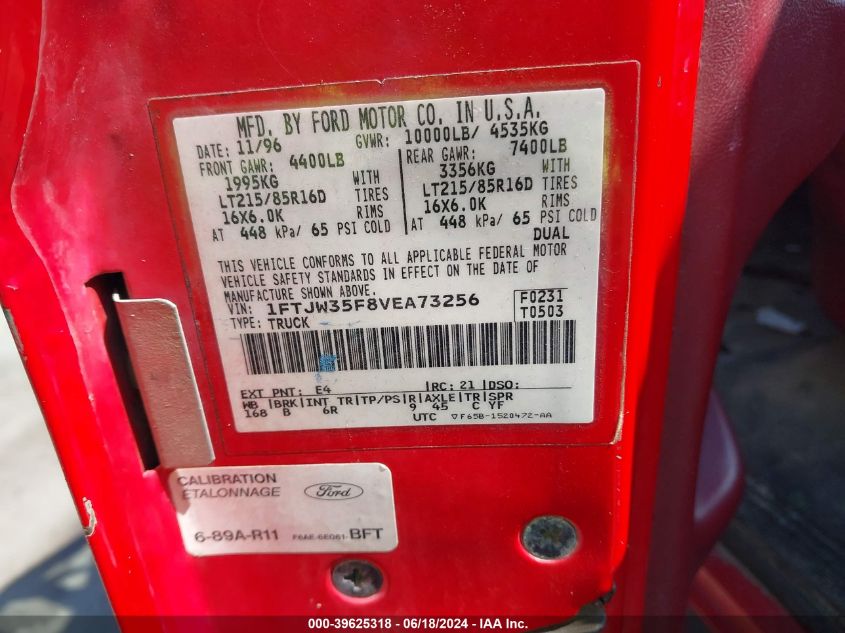 MFD. BY FORD MOTOR CO. IN U.S.A.
DATE: 11/96 GVWR: 10000LB/ 4535KG
FRONT GAWR: 4400LB REAR GAWR: 7400LB
1995KG WITH 3356KG WITH
LT215/85R16D TIRES LT215/85R16D TIRES
16X6.0K RIMS 16X6.0K RIMS
AT 448 kPa/ 65 PSI COLD AT 448 kPa/ 65 PSI COLD
DUAL
THIS VEHICLE CONFORMS TO ALL APPLICABLE FEDERAL MOTOR
VEHICLE SAFETY STANDARDS IN EFFECT ON THE DATE OF
MANUFACTURE SHOWN ABOVE.
VIN: 1FTJW35F8VEA73256 F0231
TYPE: TRUCK T0503
EXT PNT: E4 RC: 21 DSO:
WB BRK INT TR TP/PS R AXLE TR SPR
168 B 6R 9 45 C YF
UTC F65B-1520472-AA
CALIBRATION
ETALONNAGE Ford
6-89A-R11 F6AE-6E061- BFT
000-39625318 - 06/18/2024 - IAA Inc.